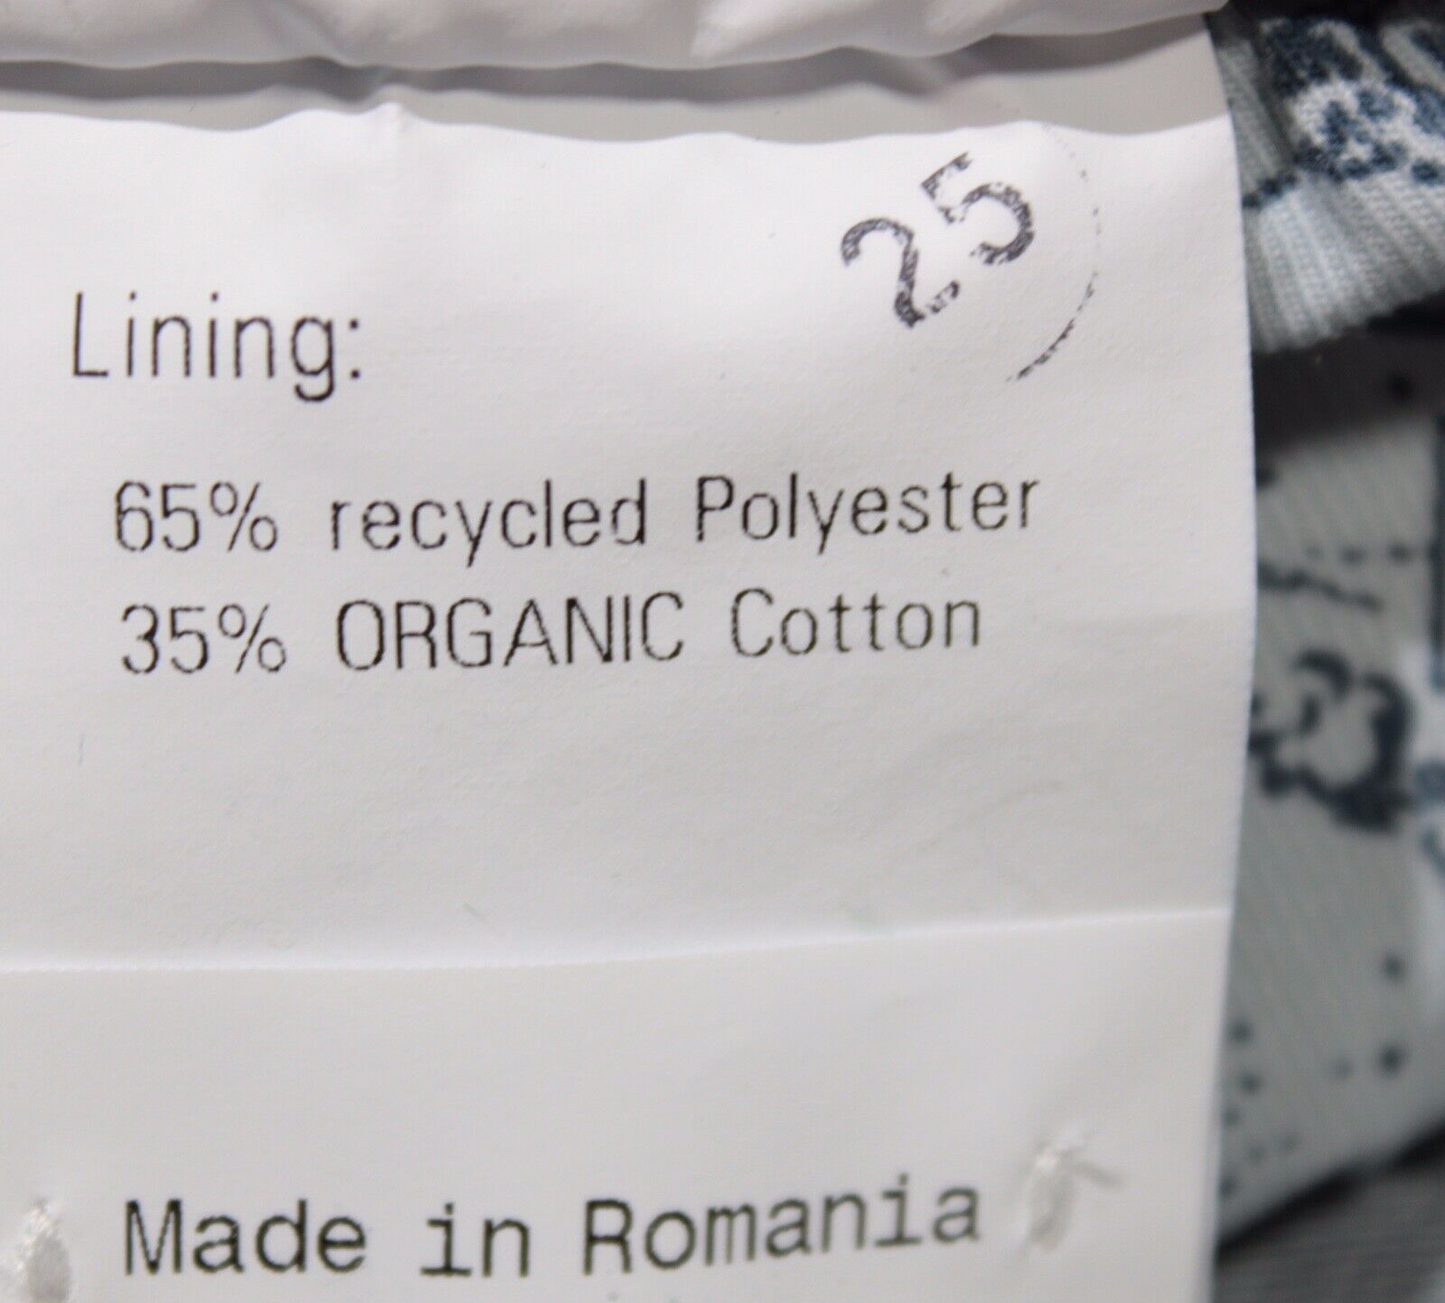 25
Lining:
65% recycled Polyester
35% ORGANIC Cotton
Made in Romania